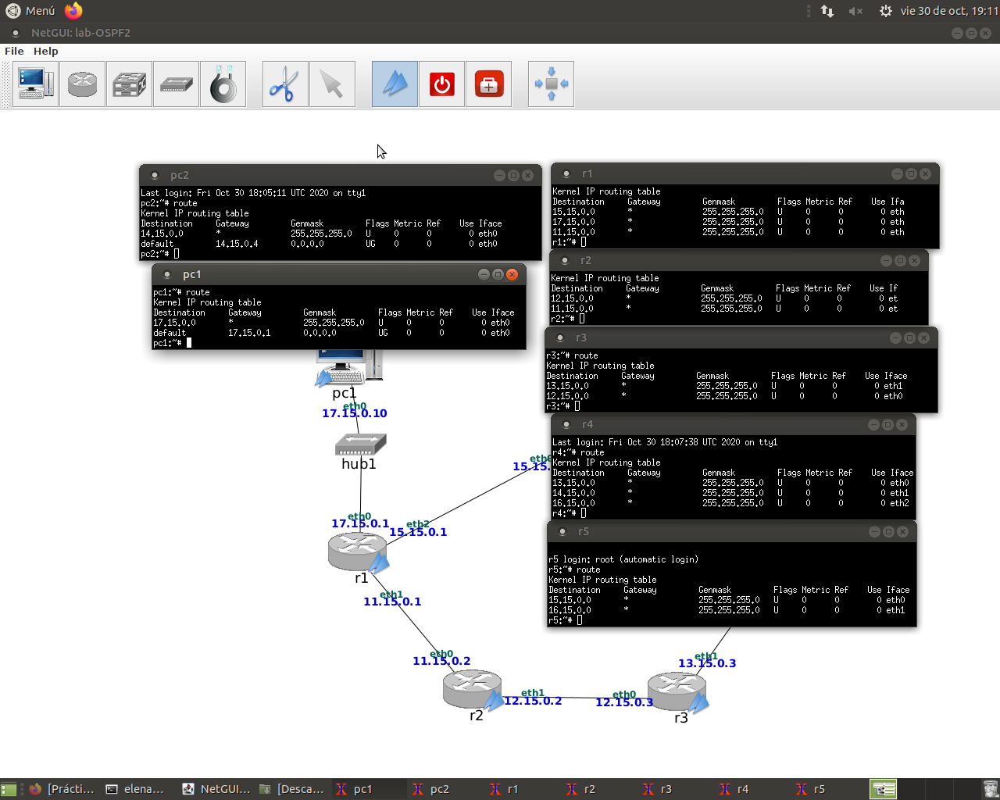 Menú
vie 30 de oct, 19:11
NetGUI: lab-OSPF2
File Help
pc2
Last login: Fri Oct 30 18:05:11 UTC 2020 on tty1
pc2:~# route
Kernel IP routing table
Destination Gateway Genmask Flags Metric Ref Use Iface
14.15.0.0 * 255.255.255.0 U 0 0 0 eth0
default 14.15.0.4 0.0.0.0 UG 0 0 0 eth0
pc2:~#
pc1
pc1:~# route
Kernel IP routing table
Destination Gateway Genmask Flags Metric Ref Use Iface
17.15.0.0 * 255.255.255.0 U 0 0 0 eth0
default 17.15.0.1 0.0.0.0 UG 0 0 0 eth0
pc1:~#
r1
Kernel IP routing table
Destination Gateway Genmask Flags Metric Ref Use Ifa
15.15.0.0 * 255.255.255.0 U 0 0 0 eth
17.15.0.0 * 255.255.255.0 U 0 0 0 eth
11.15.0.0 * 255.255.255.0 U 0 0 0 eth
r1:~#
r2
Kernel IP routing table
Destination Gateway Genmask Flags Metric Ref Use If
12.15.0.0 * 255.255.255.0 U 0 0 0 et
11.15.0.0 * 255.255.255.0 U 0 0 0 et
r2:~#
r3
r3:~# route
Kernel IP routing table
Destination Gateway Genmask Flags Metric Ref Use Iface
13.15.0.0 * 255.255.255.0 U 0 0 0 eth1
12.15.0.0 * 255.255.255.0 U 0 0 0 eth0
r3:~#
r4
Last login: Fri Oct 30 18:07:38 UTC 2020 on tty1
r4:~# route
Kernel IP routing table
Destination Gateway Genmask Flags Metric Ref Use Iface
13.15.0.0 * 255.255.255.0 U 0 0 0 eth0
14.15.0.0 * 255.255.255.0 U 0 0 0 eth1
16.15.0.0 * 255.255.255.0 U 0 0 0 eth2
r4:~#
r5
r5 login: root (automatic login)
r5:~# route
Kernel IP routing table
Destination Gateway Genmask Flags Metric Ref Use Iface
15.15.0.0 * 255.255.255.0 U 0 0 0 eth0
16.15.0.0 * 255.255.255.0 U 0 0 0 eth1
r5:~#
pc1
eth0
17.15.0.10
hub1
eth0
17.15.0.1
eth2
15.15.0.1
eth0
15.15.
r1
eth1
11.15.0.1
eth0
11.15.0.2
r2
eth1
12.15.0.2
eth0
12.15.0.3
r3
eth1
13.15.0.3
[Prácti...
elena...
NetGUI...
[Desca...
pc1
pc2
r1
r2
r3
r4
r5